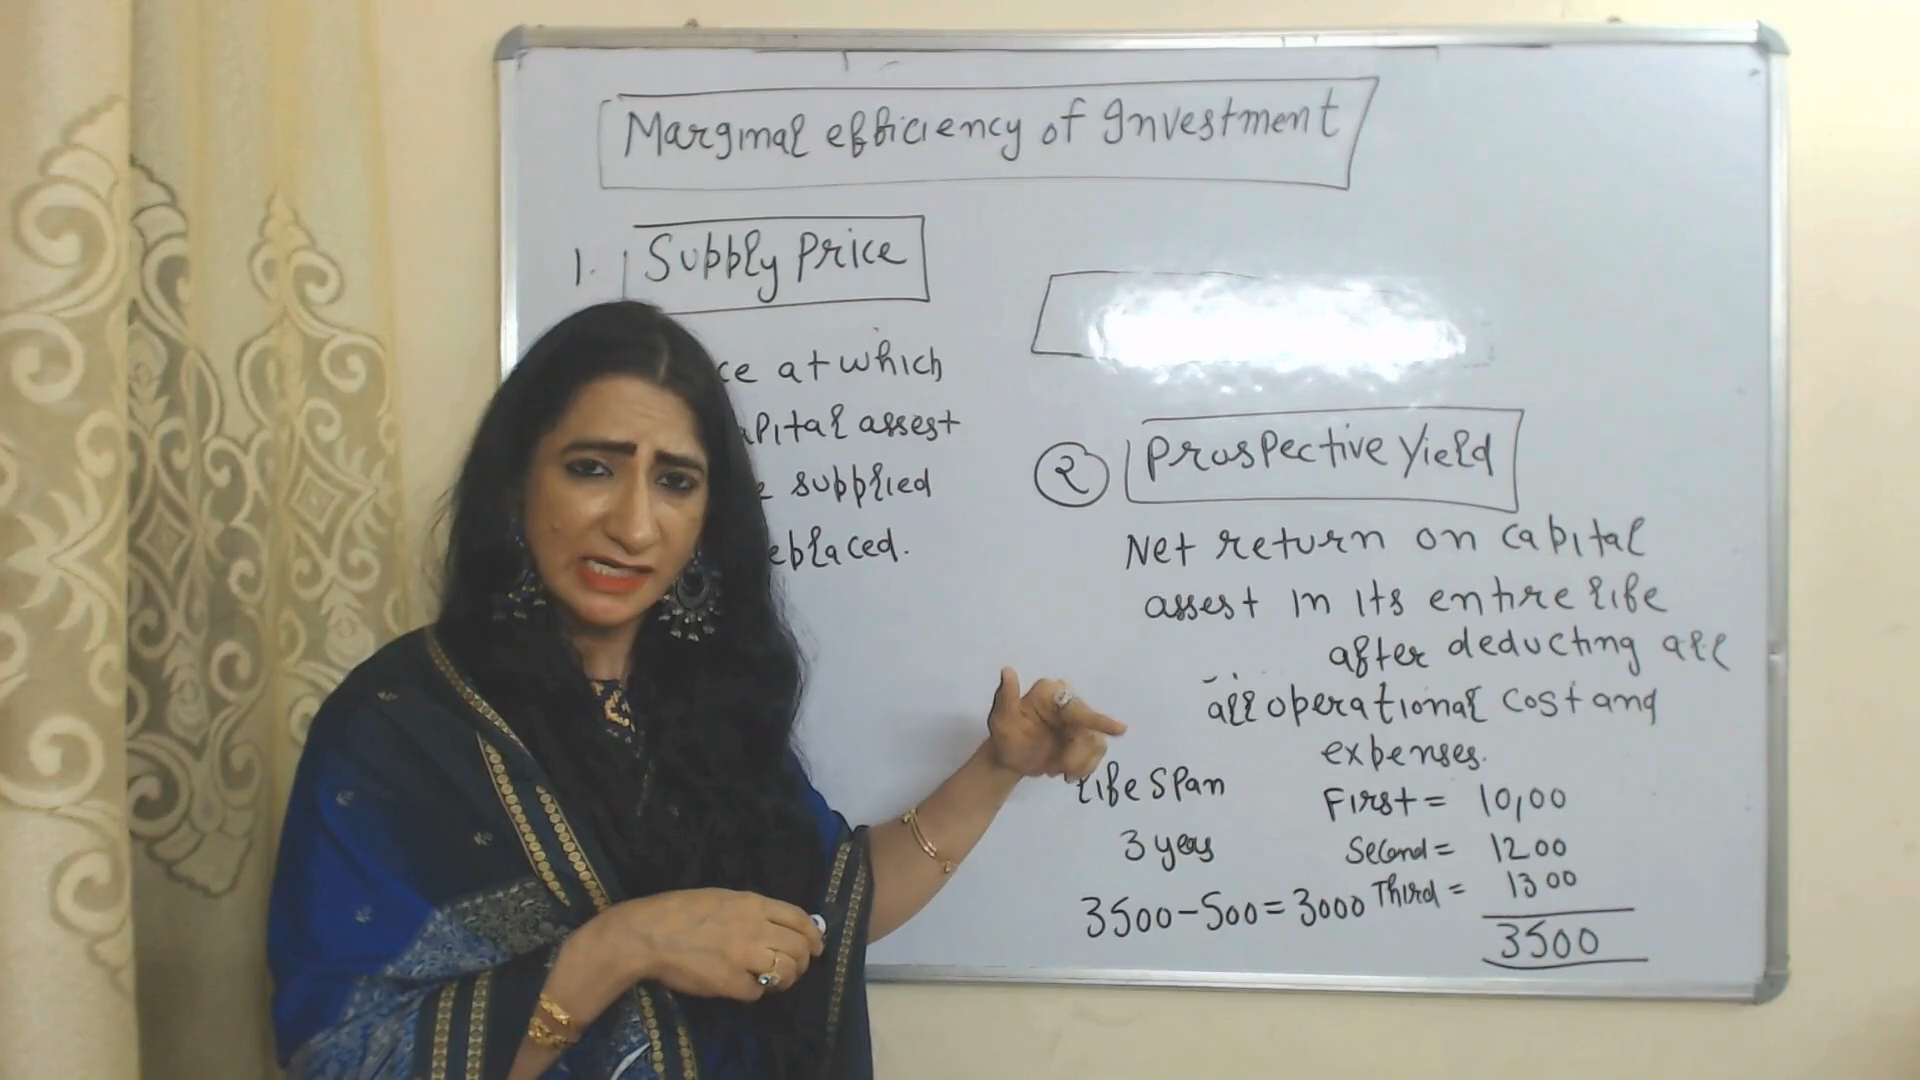 Marginal efficiency of Investment
1. Supply Price
ce at which
apital assest
supplied
eplaced.
2 Prospective Yield
Net return on capital
assest in its entire life
after deducting all
all operational cost and
expenses.
life Span
3 years
3500-500=3000
First = 10,00
Second = 1200
Third = 1300
3500